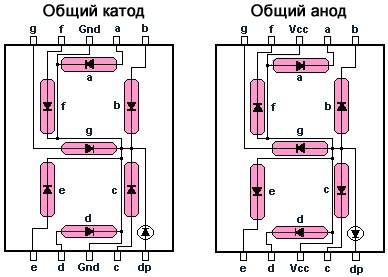 Общий катод
Общий анод
g f Gnd a b
g f Vcc a b
a
a
f b
f b
g
g
e c
e c
d
d
e d Gnd c dp
e d Vcc c dp